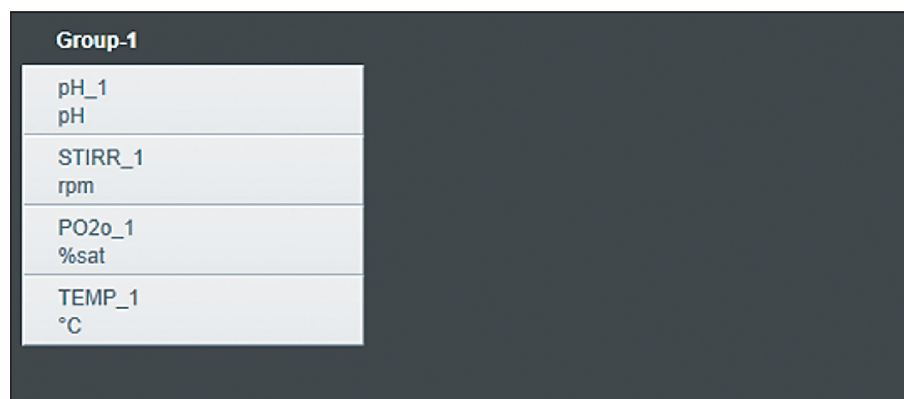 Group-1
pH_1
pH
STIRR_1
rpm
PO2o_1
%sat
TEMP_1
°C